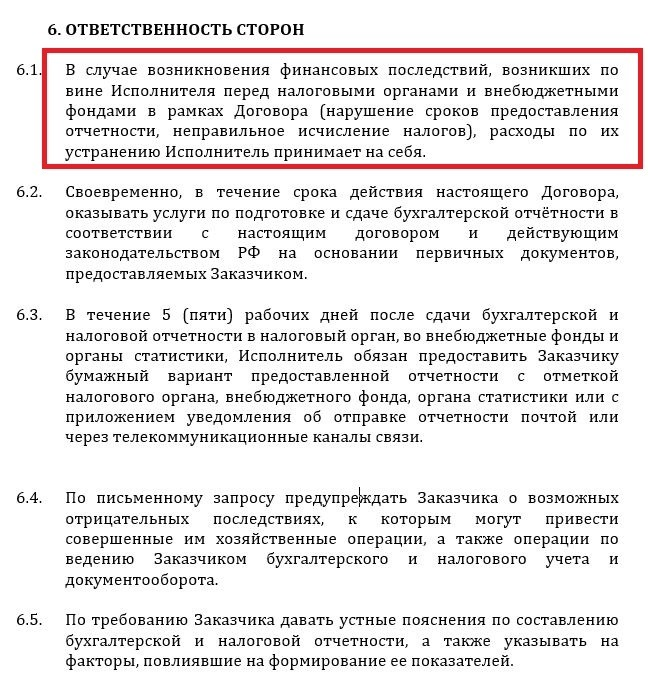 6. ОТВЕТСТВЕННОСТЬ СТОРОН
6.1. В случае возникновения финансовых последствий, возникших по
вине Исполнителя перед налоговыми органами и внебюджетными
фондами в рамках Договора (нарушение сроков предоставления
отчетности, неправильное исчисление налогов), расходы по их
устранению Исполнитель принимает на себя.
6.2. Своевременно, в течение срока действия настоящего Договора,
оказывать услуги по подготовке и сдаче бухгалтерской отчётности в
соответствии с настоящим договором и действующим
законодательством РФ на основании первичных документов,
предоставляемых Заказчиком.
6.3. В течение 5 (пяти) рабочих дней после сдачи бухгалтерской и
налоговой отчетности в налоговый орган, во внебюджетные фонды и
органы статистики, Исполнитель обязан предоставить Заказчику
бумажный вариант предоставленной отчетности с отметкой
налогового органа, внебюджетного фонда, органа статистики или с
приложением уведомления об отправке отчетности почтой или
через телекоммуникационные каналы связи.
6.4. По письменному запросу предупреждать Заказчика о возможных
отрицательных последствиях, к которым могут привести
совершенные им хозяйственные операции, а также операции по
ведению Заказчиком бухгалтерского и налогового учета и
документооборота.
6.5. По требованию Заказчика давать устные пояснения по составлению
бухгалтерской и налоговой отчетности, а также указывать на
факторы, повлиявшие на формирование ее показателей.